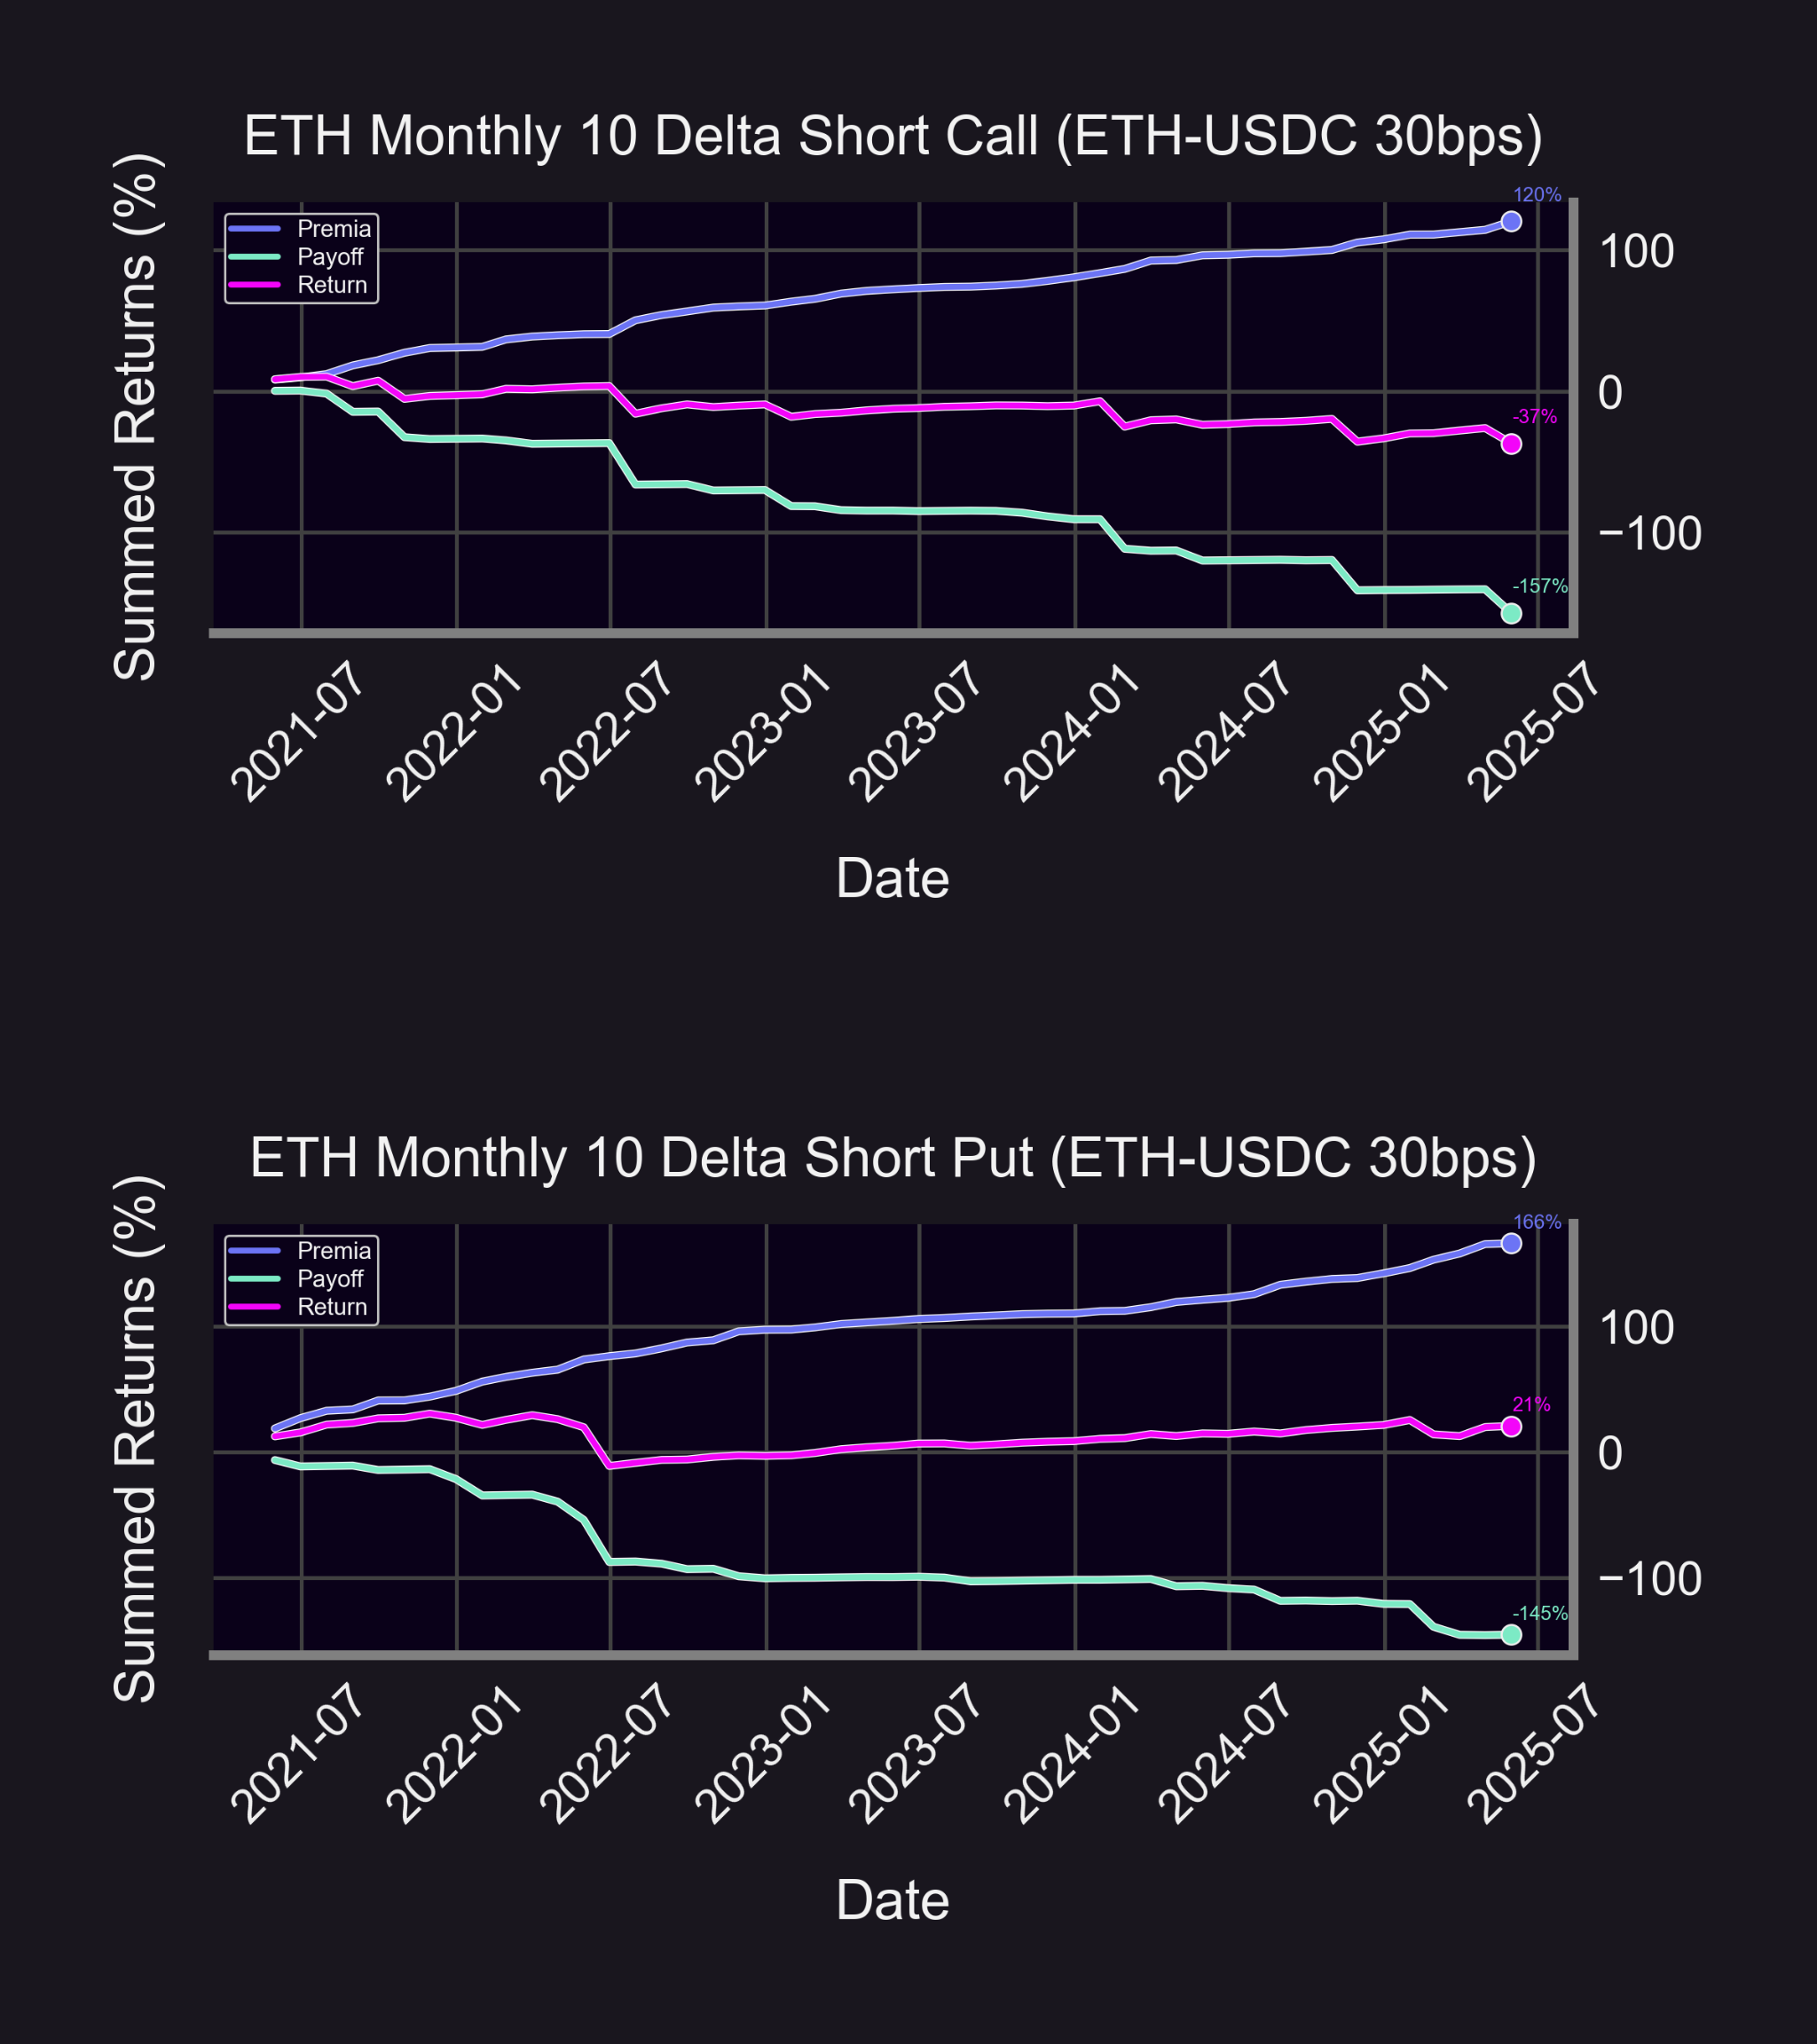 ETH Monthly 10 Delta Short Call (ETH-USDC 30bps)
Summed Returns (%)
Premia
Payoff
Return
120%
-37%
-157%
100
0
−100
2021-07
2022-01
2022-07
2023-01
2023-07
2024-01
2024-07
2025-01
2025-07
Date
ETH Monthly 10 Delta Short Put (ETH-USDC 30bps)
Summed Returns (%)
Premia
Payoff
Return
166%
21%
-145%
100
0
−100
2021-07
2022-01
2022-07
2023-01
2023-07
2024-01
2024-07
2025-01
2025-07
Date